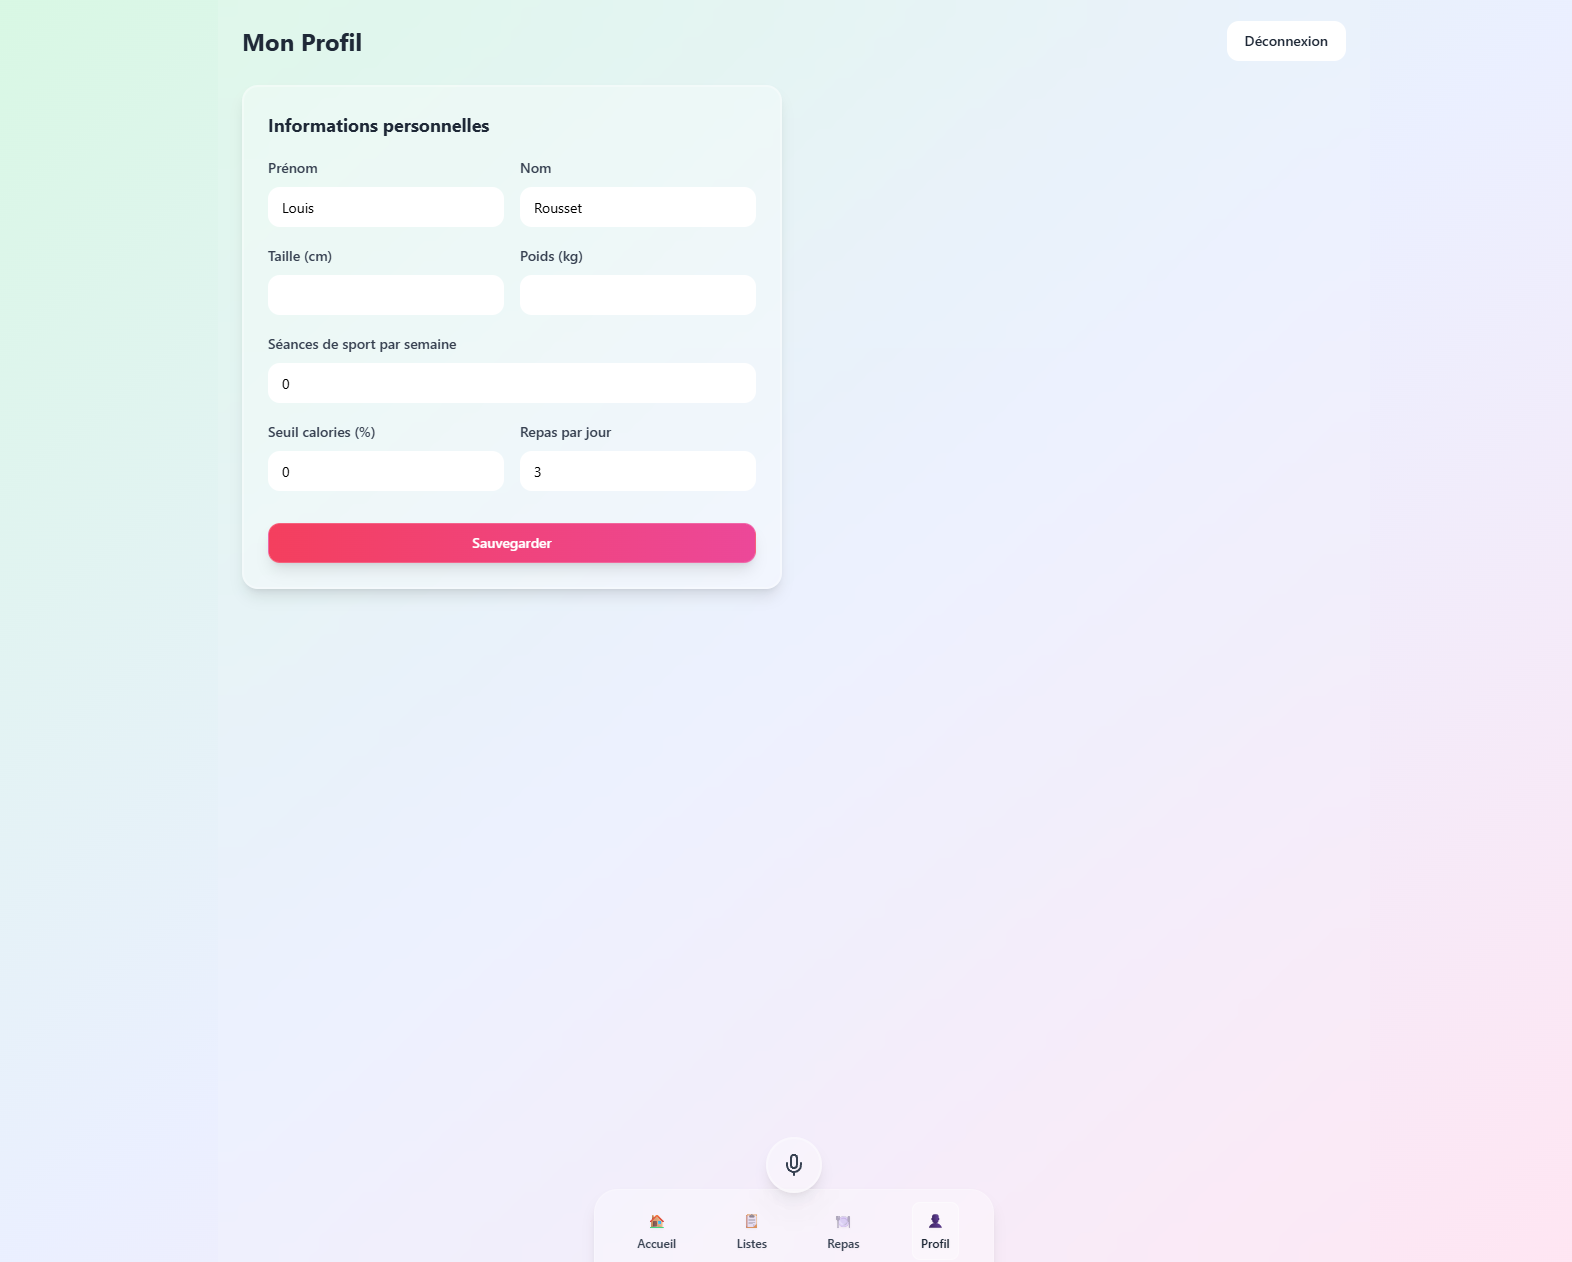 Mon Profil
Déconnexion
Informations personnelles
Prénom
Nom
Louis
Rousset
Taille (cm)
Poids (kg)
Séances de sport par semaine
0
Seuil calories (%)
Repas par jour
0
3
Sauvegarder
Accueil
Listes
Repas
Profil